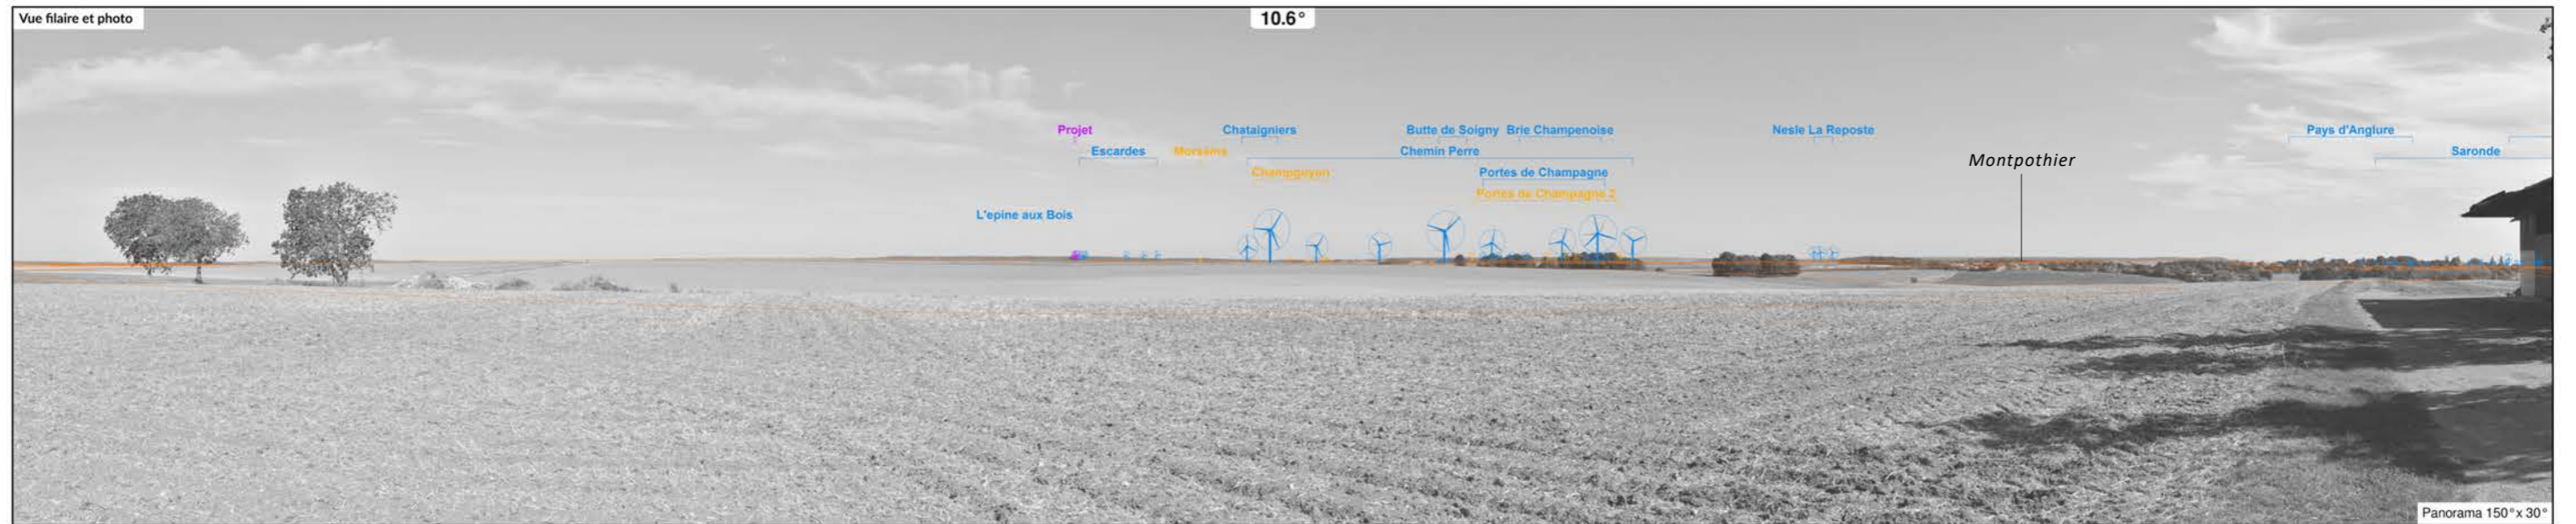 Vue filaire et photo
10.6°
Projet
Chataigniers
Butte de Soigny
Brie Champenoise
Nesle La Reposte
Pays d'Anglure
Escardes
Morsains
Chemin Perre
Saronde
Montpothier
Champguyon
Portes de Champagne
Portes de Champagne 2
L'epine aux Bois
Panorama 150°x 30°